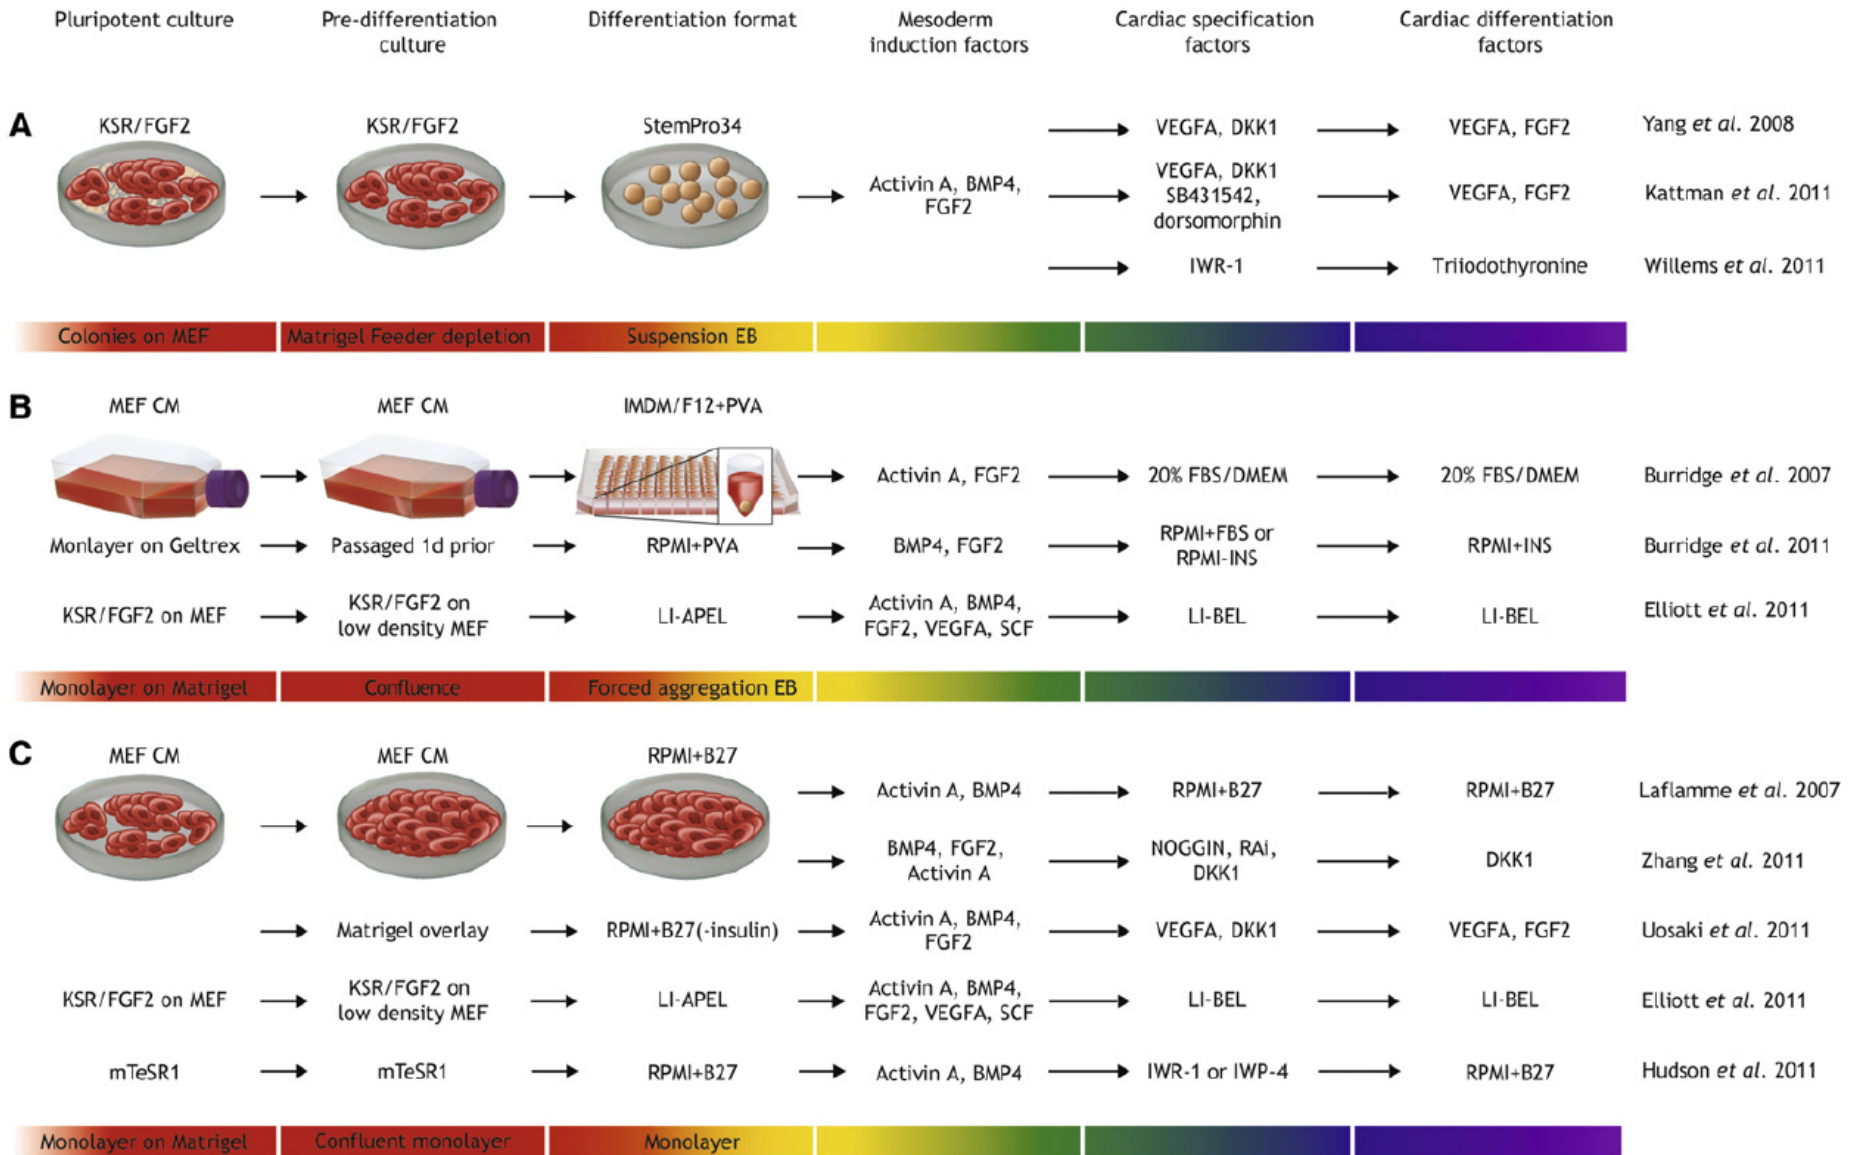 Pluripotent culture
Pre-differentiation
culture
Differentiation format
Mesoderm
induction factors
Cardiac specification
factors
Cardiac differentiation
factors
A
KSR/FGF2
KSR/FGF2
StemPro34
Activin A, BMP4,
FGF2
VEGFA, DKK1
VEGFA, FGF2
Yang et al. 2008
VEGFA, DKK1
SB431542,
dorsomorphin
VEGFA, FGF2
Kattman et al. 2011
IWR-1
Triiodothyronine
Willems et al. 2011
Colonies on MEF
Matrigel Feeder depletion
Suspension EB
B
MEF CM
MEF CM
IMDM/F12+PVA
Activin A, FGF2
20% FBS/DMEM
20% FBS/DMEM
Burridge et al. 2007
Monlayer on Geltrex
Passaged 1d prior
RPMI+PVA
BMP4, FGF2
RPMI+FBS or
RPMI-INS
RPMI+INS
Burridge et al. 2011
KSR/FGF2 on MEF
KSR/FGF2 on
low density MEF
LI-APEL
Activin A, BMP4,
FGF2, VEGFA, SCF
LI-BEL
LI-BEL
Elliott et al. 2011
Monolayer on Matrigel
Confluence
Forced aggregation EB
C
MEF CM
MEF CM
RPMI+B27
Activin A, BMP4
RPMI+B27
RPMI+B27
Laflamme et al. 2007
BMP4, FGF2,
Activin A
NOGGIN, RAi,
DKK1
DKK1
Zhang et al. 2011
Matrigel overlay
RPMI+B27(-insulin)
Activin A, BMP4,
FGF2
VEGFA, DKK1
VEGFA, FGF2
Uosaki et al. 2011
KSR/FGF2 on MEF
KSR/FGF2 on
low density MEF
LI-APEL
Activin A, BMP4,
FGF2, VEGFA, SCF
LI-BEL
LI-BEL
Elliott et al. 2011
mTeSR1
mTeSR1
RPMI+B27
Activin A, BMP4
IWR-1 or IWP-4
RPMI+B27
Hudson et al. 2011
Monolayer on Matrigel
Confluent monolayer
Monolayer